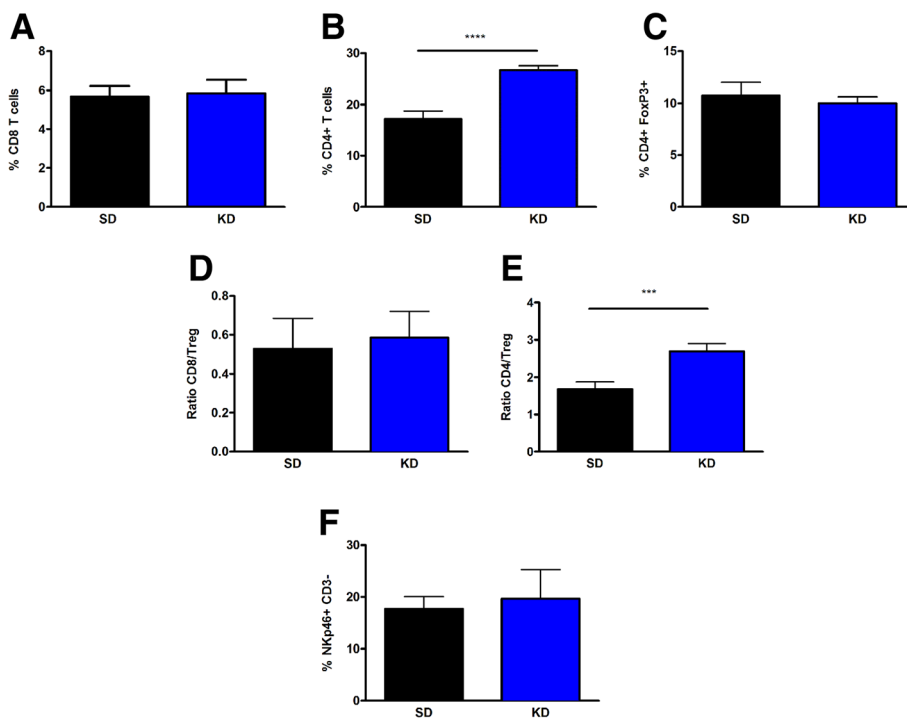 A
% CD8 T cells
8
6
4
2
0
SD
KD
B
****
% CD4+ T cells
30
20
10
0
SD
KD
C
% CD4+ FoxP3+
15
10
5
0
SD
KD
D
Ratio CD8/Treg
0.8
0.6
0.4
0.2
0.0
SD
KD
E
***
Ratio CD4/Treg
4
3
2
1
0
SD
KD
F
% NKp46+ CD3-
30
20
10
0
SD
KD